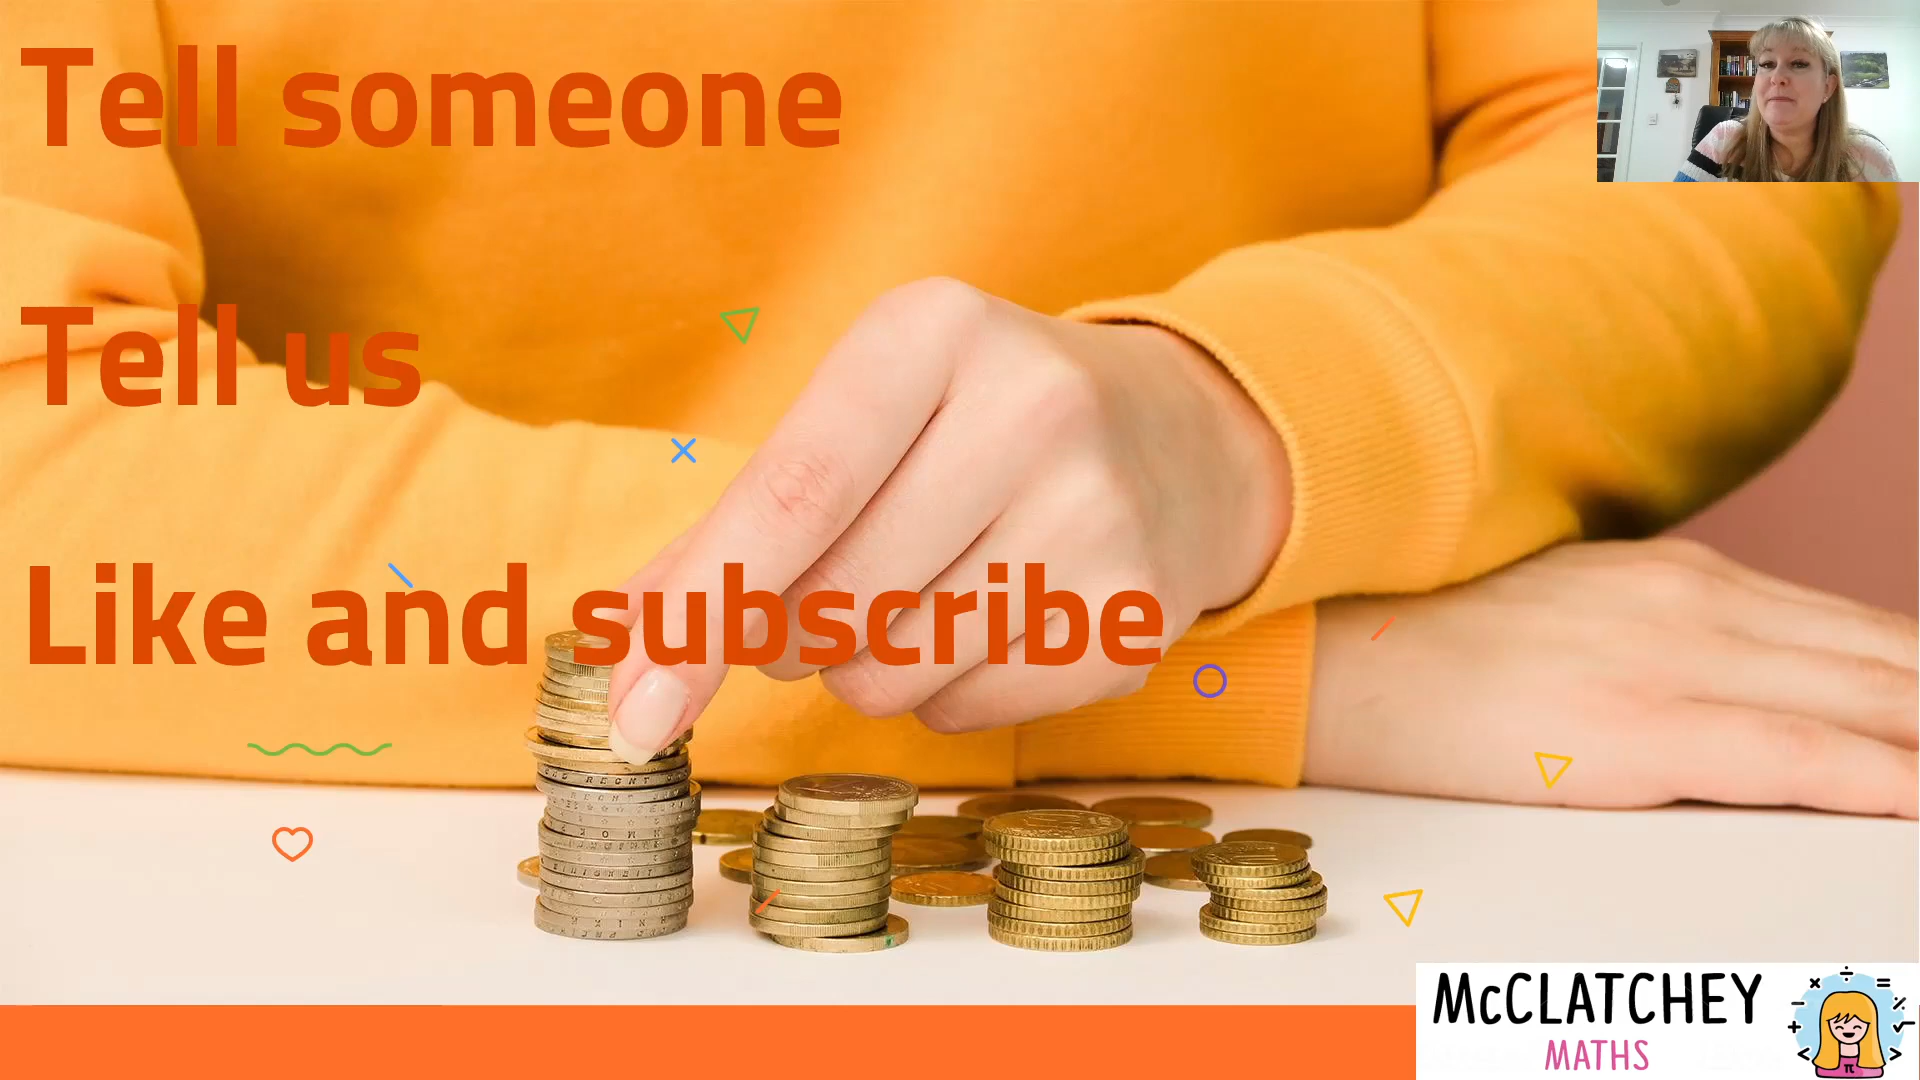 Tell someone
Tell us
Like and subscribe
McCLATCHEY
MATHS